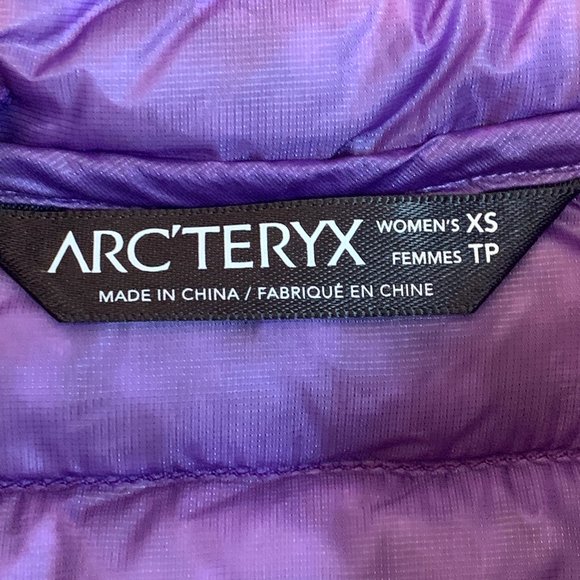 ARC'TERYX WOMEN'S XS
FEMMES TP
MADE IN CHINA / FABRIQUÉ EN CHINE